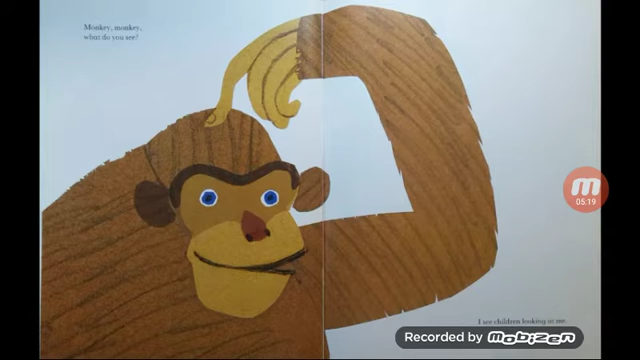 Monkey, monkey,
what do you see?
05:19
I see children looking at me.
Recorded by Mobizen